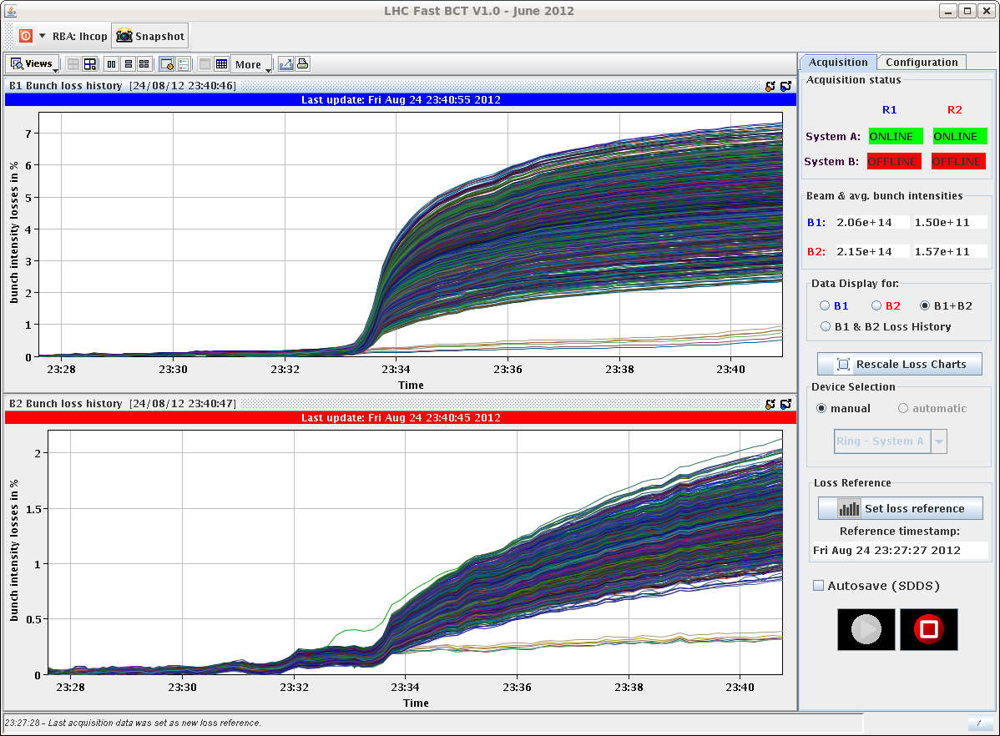 LHC Fast BCT V1.0 - June 2012
RBA: lhcop
Snapshot
Views
More
B1 Bunch loss history [24/08/12 23:40:46]
Last update: Fri Aug 24 23:40:55 2012
bunch intensity losses in %
7
6
5
4
3
2
1
0
23:28 23:30 23:32 23:34 23:36 23:38 23:40
Time
B2 Bunch loss history [24/08/12 23:40:47]
Last update: Fri Aug 24 23:40:45 2012
bunch intensity losses in %
2
1.5
1
0.5
0
23:28 23:30 23:32 23:34 23:36 23:38 23:40
Time
Acquisition Configuration
Acquisition status
R1 R2
System A: ONLINE ONLINE
System B: OFFLINE OFFLINE
Beam & avg. bunch intensities
B1: 2.06e+14 1.50e+11
B2: 2.15e+14 1.57e+11
Data Display for:
B1 B2 B1+B2
B1 & B2 Loss History
Rescale Loss Charts
Device Selection
manual automatic
Ring - System A
Loss Reference
Set loss reference
Reference timestamp:
Fri Aug 24 23:27:27 2012
Autosave (SDDS)
23:27:28 - Last acquisition data was set as new loss reference.